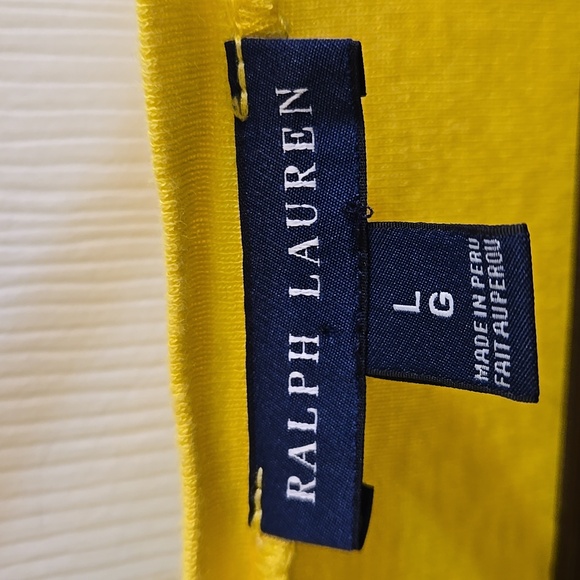 RALPH LAUREN
L
G
MADE IN PERU
FAIT AU PEROU